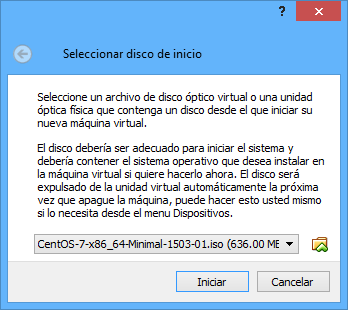 ?
Seleccionar disco de inicio
Seleccione un archivo de disco óptico virtual o una unidad
óptica física que contenga un disco desde el que iniciar su
nueva máquina virtual.
El disco debería ser adecuado para iniciar el sistema y
debería contener el sistema operativo que desea instalar en
la máquina virtual si quiere hacerlo ahora. El disco será
expulsado de la unidad virtual automáticamente la próxima
vez que apague la máquina, puede hacer esto usted mismo
si lo necesita desde el menu Dispositivos.
CentOS-7-x86_64-Minimal-1503-01.iso (636.00 ME
Iniciar
Cancelar